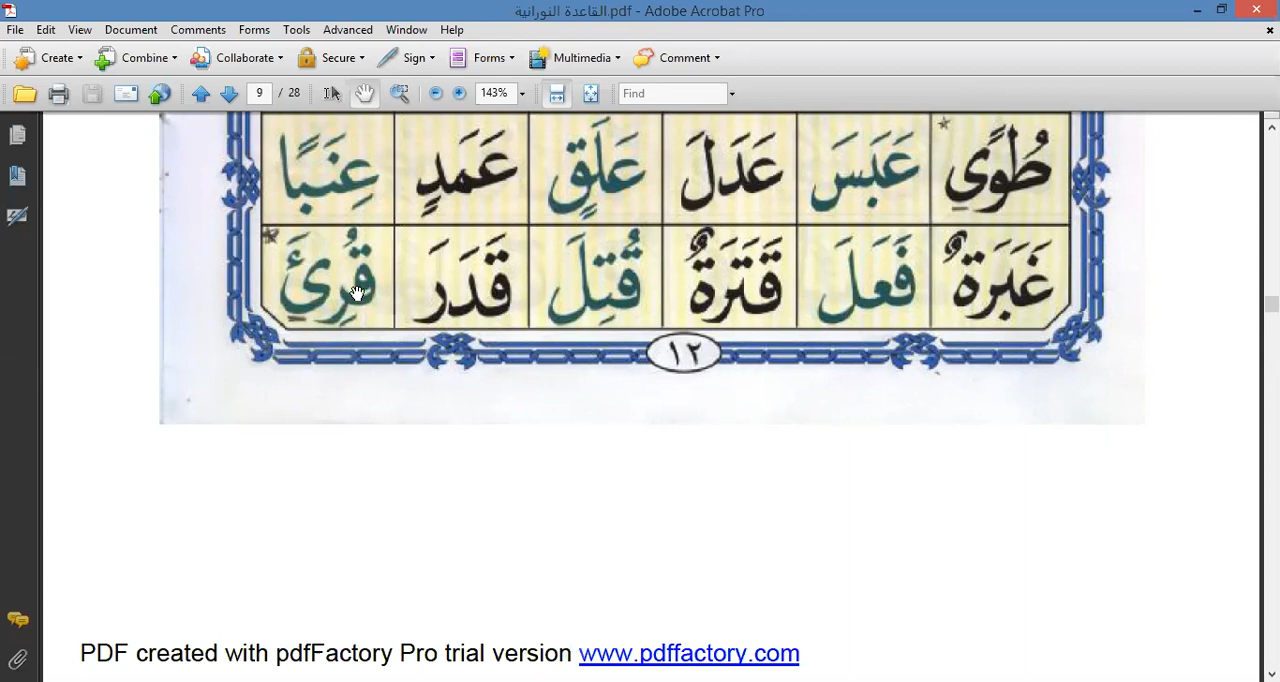 القاعدة النورانية.pdf - Adobe Acrobat Pro
File Edit View Document Comments Forms Tools Advanced Window Help
Create Combine Collaborate Secure Sign Forms Multimedia Comment
9 / 28 143% Find
طُوًى عَبَسَ عَدَلَ عَلَقٍ عَمَدٍ عِنَبًا
غَبَرَةٌ فَعَلَ قَتَرَةٌ قُتِلَ قَدَرَ قُرِئَ
١٢
PDF created with pdfFactory Pro trial version www.pdffactory.com